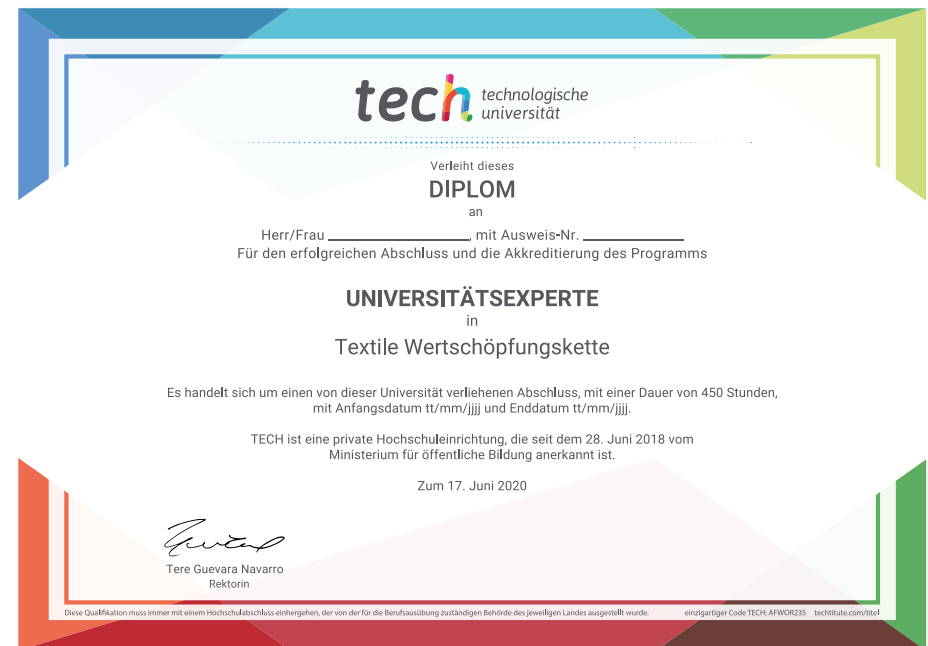 tech technologische
universität
Verleiht dieses
DIPLOM
an
Herr/Frau ____________________, mit Ausweis-Nr. ______________
Für den erfolgreichen Abschluss und die Akkreditierung des Programms
UNIVERSITÄTSEXPERTE
in
Textile Wertschöpfungskette
Es handelt sich um einen von dieser Universität verliehenen Abschluss, mit einer Dauer von 450 Stunden,
mit Anfangsdatum tt/mm/jjjj und Enddatum tt/mm/jjjj.
TECH ist eine private Hochschuleinrichtung, die seit dem 28. Juni 2018 vom
Ministerium für öffentliche Bildung anerkannt ist.
Zum 17. Juni 2020
Tere Guevara Navarro
Rektorin
Diese Qualifikation muss immer mit einem Hochschulabschluss einhergehen, der von der für die Berufsausübung zuständigen Behörde des jeweiligen Landes ausgestellt wurde. einzigartiger Code TECH: AFWOR23S techtitute.com/titel